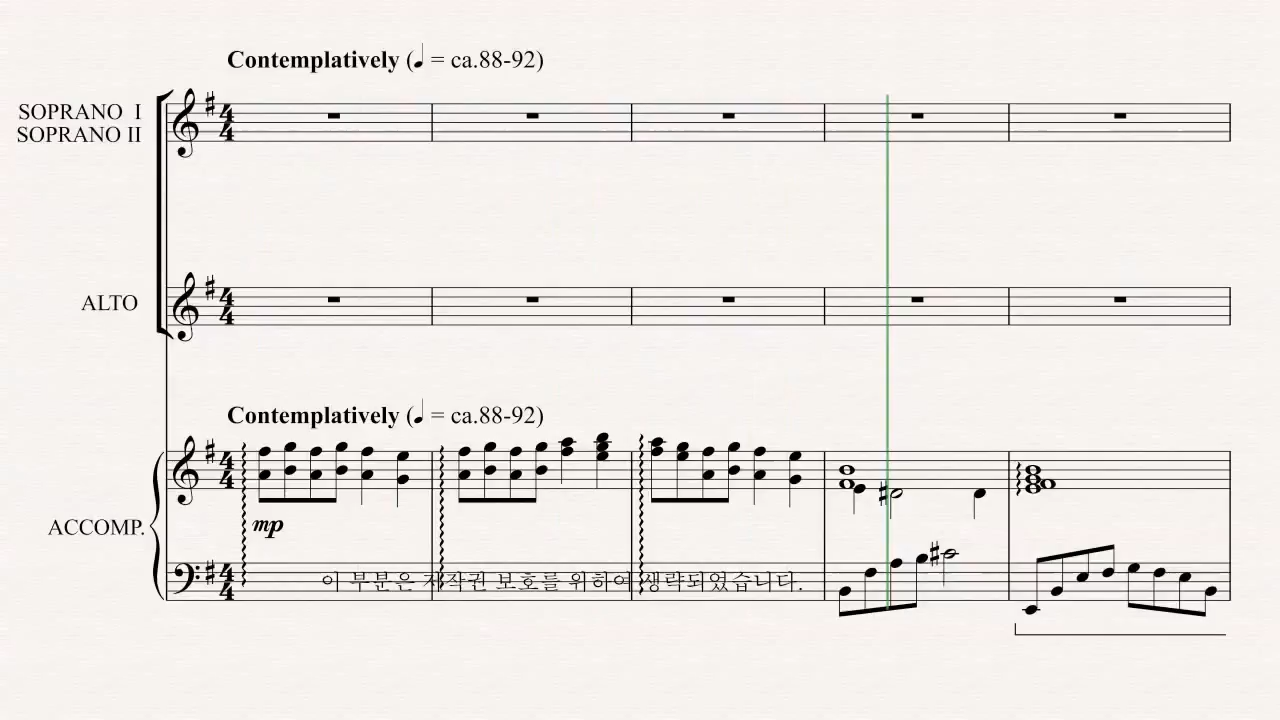 Contemplatively (♩ = ca.88-92)
SOPRANO I
SOPRANO II
ALTO
Contemplatively (♩ = ca.88-92)
mp
ACCOMP.
이 부분은 저작권 보호를 위하여 생략되었습니다.